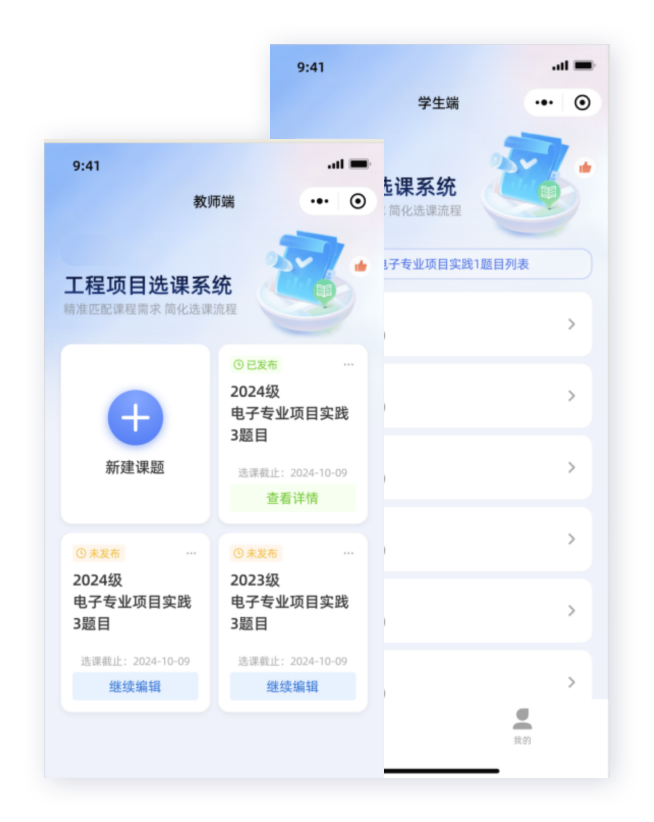 9:41
学生端
选课系统
简化选课流程
电子专业项目实践1题目列表
我的
9:41
教师端
工程项目选课系统
精准匹配课程需求 简化选课流程
新建课题
已发布
2024级
电子专业项目实践
3题目
选课截止：2024-10-09
查看详情
未发布
2024级
电子专业项目实践
3题目
选课截止：2024-10-09
继续编辑
未发布
2023级
电子专业项目实践
3题目
选课截止：2024-10-09
继续编辑